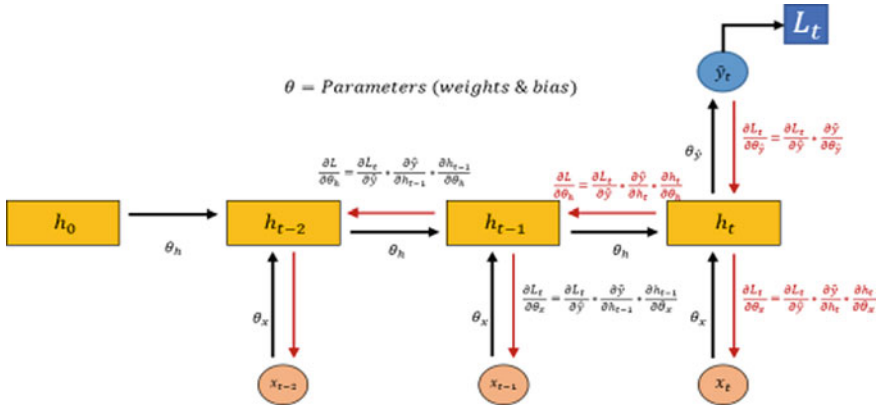 L_t
ŷ_t
θ = Parameters (weights & bias)
θ_ŷ
∂L_t/∂θ_ŷ = ∂L_t/∂ŷ * ∂ŷ/∂θ_ŷ
∂L/∂θ_h = ∂L_t/∂ŷ * ∂ŷ/∂h_{t-1} * ∂h_{t-1}/∂θ_h
∂L/∂θ_h = ∂L_t/∂ŷ * ∂ŷ/∂h_t * ∂h_t/∂θ_h
h_0
h_{t-2}
h_{t-1}
h_t
θ_h
θ_h
θ_h
θ_x
θ_x
∂L_t/∂θ_x = ∂L_t/∂ŷ * ∂ŷ/∂h_{t-1} * ∂h_{t-1}/∂θ_x
θ_x
∂L_t/∂θ_x = ∂L_t/∂ŷ * ∂ŷ/∂h_t * ∂h_t/∂θ_x
x_{t-2}
x_{t-1}
x_t